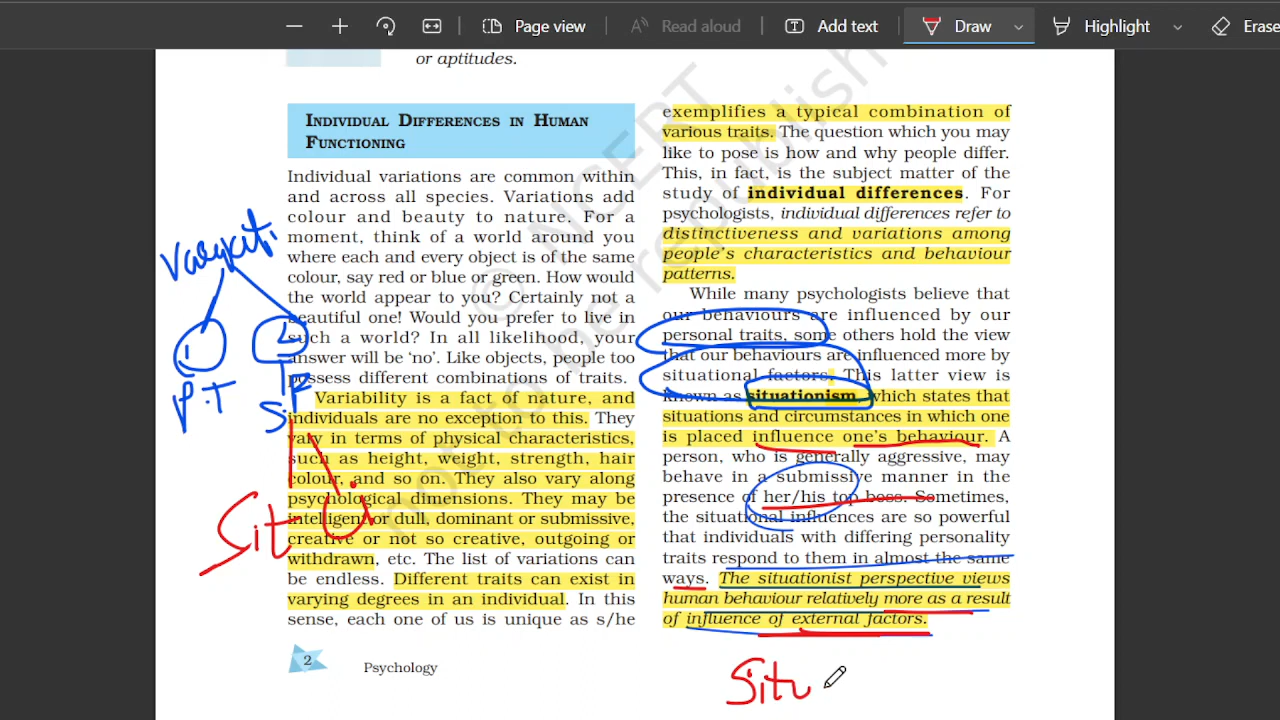 Page view
Read aloud
Add text
Draw
Highlight
Erase
or aptitudes.
INDIVIDUAL DIFFERENCES IN HUMAN
FUNCTIONING
Individual variations are common within
and across all species. Variations add
colour and beauty to nature. For a
moment, think of a world around you
where each and every object is of the same
colour, say red or blue or green. How would
the world appear to you? Certainly not a
beautiful one! Would you prefer to live in
such a world? In all likelihood, your
answer will be ‘no’. Like objects, people too
possess different combinations of traits.
Variability is a fact of nature, and
individuals are no exception to this. They
vary in terms of physical characteristics,
such as height, weight, strength, hair
colour, and so on. They also vary along
psychological dimensions. They may be
intelligent or dull, dominant or submissive,
creative or not so creative, outgoing or
withdrawn, etc. The list of variations can
be endless. Different traits can exist in
varying degrees in an individual. In this
sense, each one of us is unique as s/he
exemplifies a typical combination of
various traits. The question which you may
like to pose is how and why people differ.
This, in fact, is the subject matter of the
study of individual differences. For
psychologists, individual differences refer to
distinctiveness and variations among
people’s characteristics and behaviour
patterns.
While many psychologists believe that
our behaviours are influenced by our
personal traits, some others hold the view
that our behaviours are influenced more by
situational factors. This latter view is
known as situationism, which states that
situations and circumstances in which one
is placed influence one’s behaviour. A
person, who is generally aggressive, may
behave in a submissive manner in the
presence of her/his top boss. Sometimes,
the situational influences are so powerful
that individuals with differing personality
traits respond to them in almost the same
ways. The situationist perspective views
human behaviour relatively more as a result
of influence of external factors.
© NCERT
not to be republish
1
P.T
S.F
Sit
Ci
Situ
2
Psychology